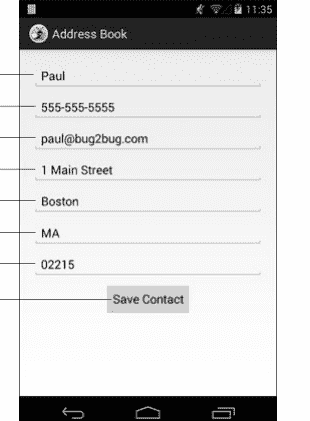 11:35
Address Book
Paul
555-555-5555
paul@bug2bug.com
1 Main Street
Boston
MA
02215
Save Contact